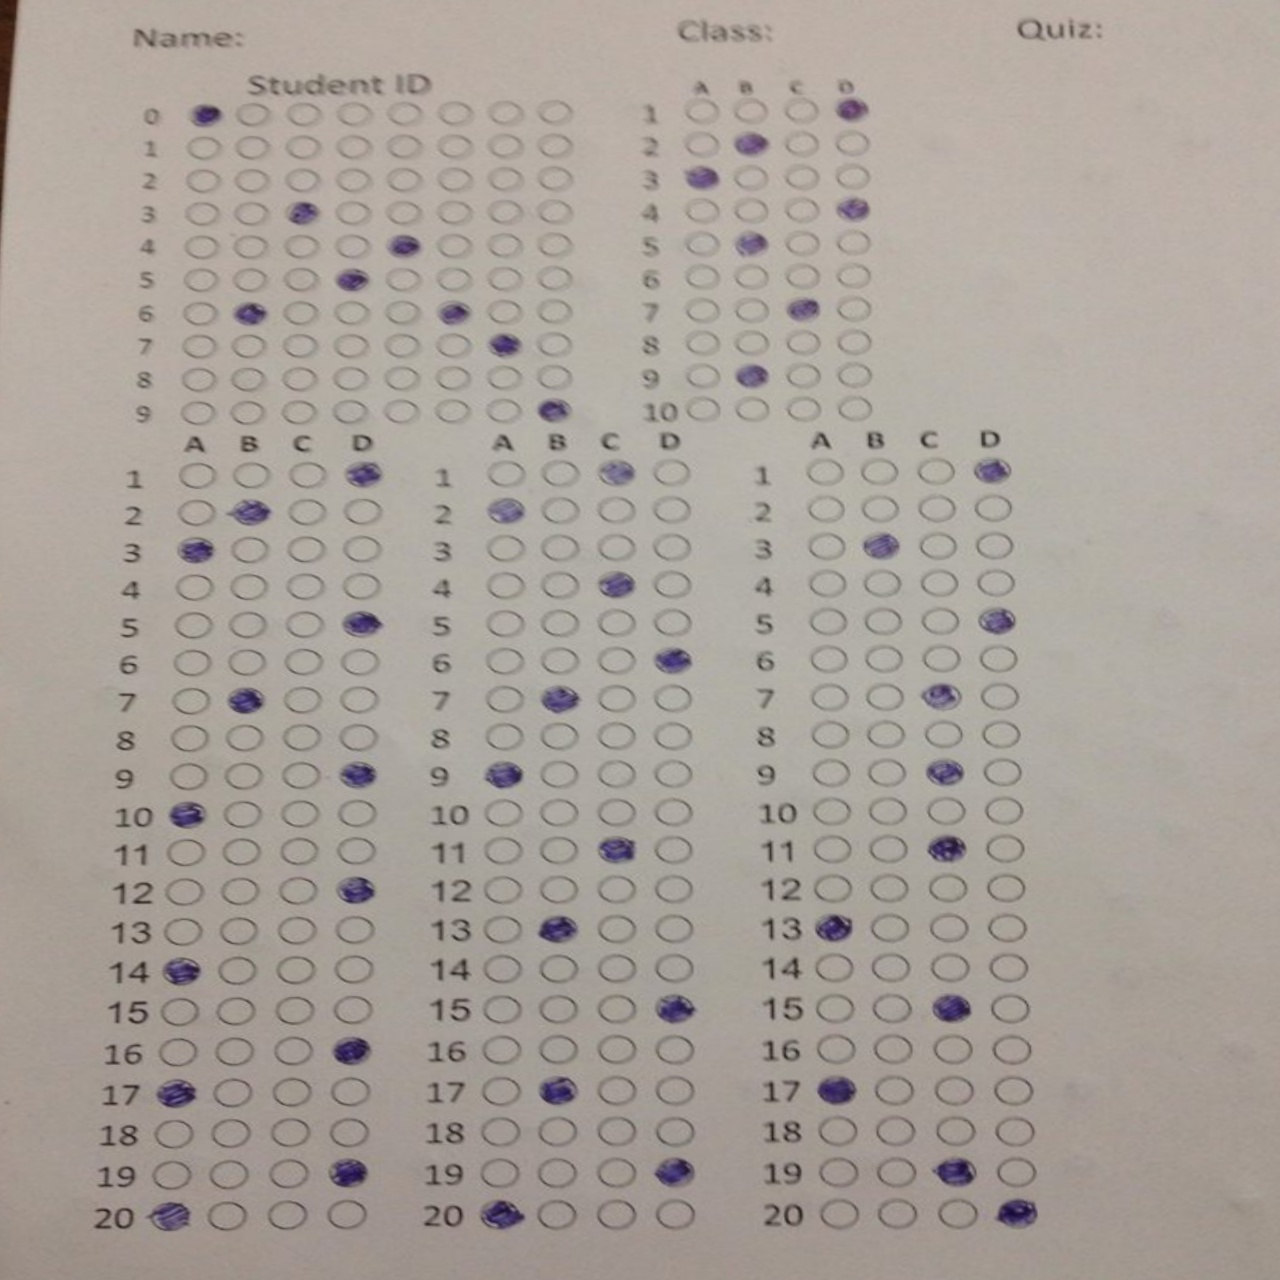 Name: Class: Quiz:
Student ID
A B C D
0 1
1 2
2 3
3 4
4 5
5 6
6 7
7 8
8 9
9 10
A B C D A B C D A B C D
1 1 1
2 2 2
3 3 3
4 4 4
5 5 5
6 6 6
7 7 7
8 8 8
9 9 9
10 10 10
11 11 11
12 12 12
13 13 13
14 14 14
15 15 15
16 16 16
17 17 17
18 18 18
19 19 19
20 20 20